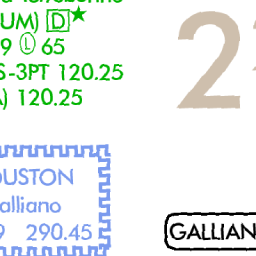 UM) D★
9 L 65
S-3PT 120.25
A) 120.25
2
OUSTON
alliano
9 290.45
GALLIAN